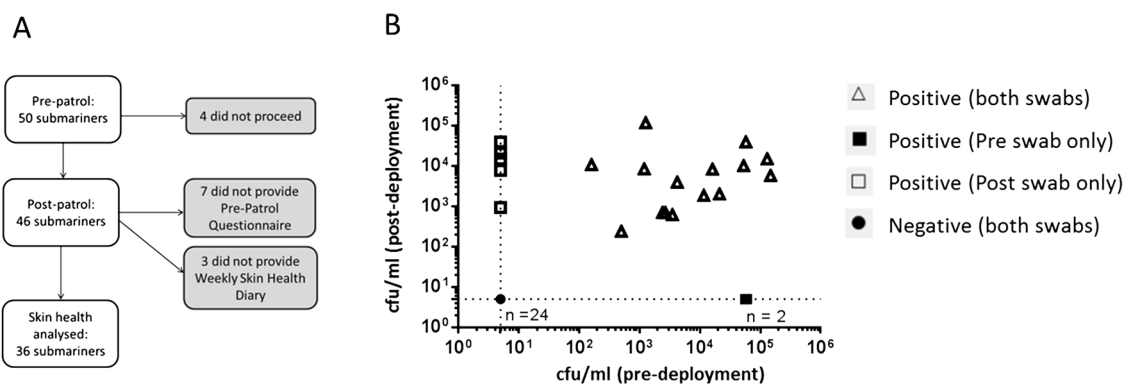 A
Pre-patrol:
50 submariners
4 did not proceed
Post-patrol:
46 submariners
7 did not provide
Pre-Patrol
Questionnaire
3 did not provide
Weekly Skin Health
Diary
Skin health
analysed:
36 submariners
B
cfu/ml (post-deployment)
10⁶
10⁵
10⁴
10³
10²
10¹
10⁰
n =24
n = 2
10⁰ 10¹ 10² 10³ 10⁴ 10⁵ 10⁶
cfu/ml (pre-deployment)
Positive (both swabs)
Positive (Pre swab only)
Positive (Post swab only)
Negative (both swabs)